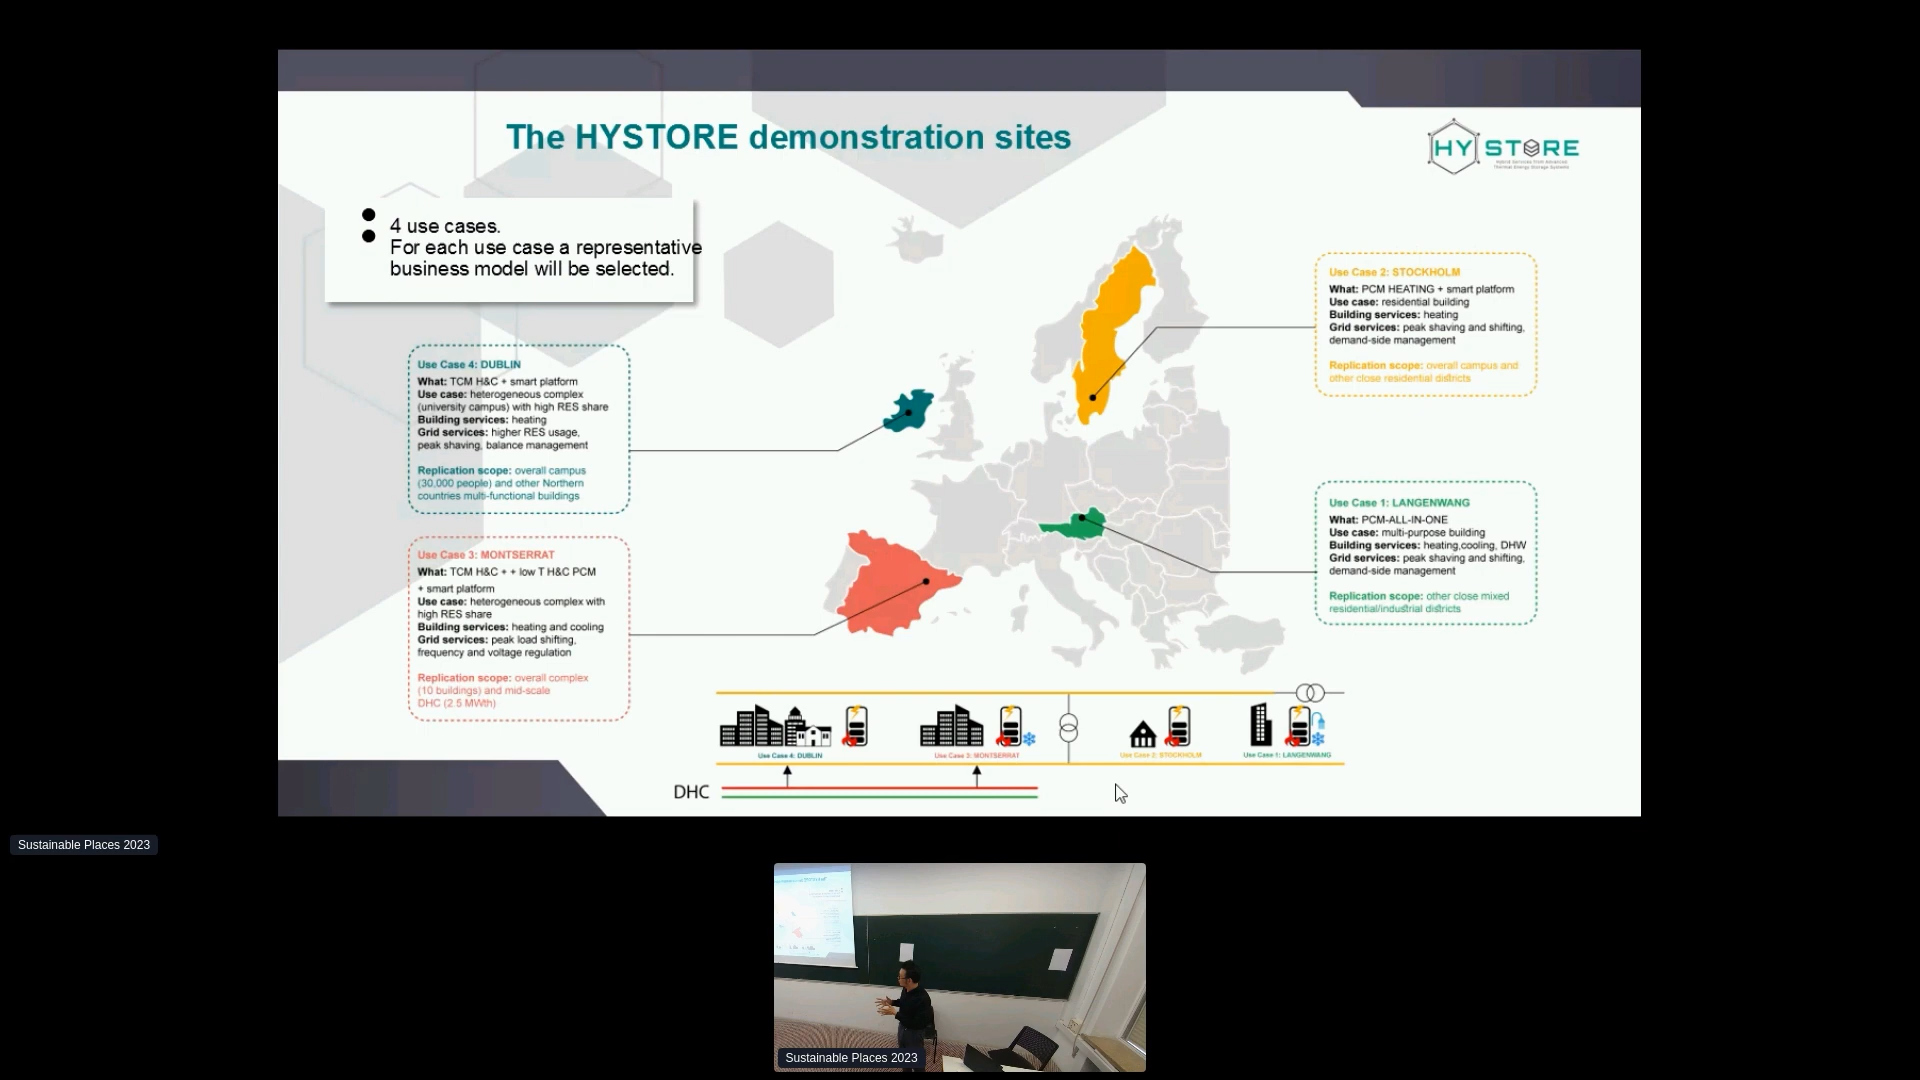 The HYSTORE demonstration sites
HY STORE
Hybrid Services from Advanced
Thermal Energy Storage Systems
4 use cases.
For each use case a representative
business model will be selected.
Use Case 2: STOCKHOLM
What: PCM HEATING + smart platform
Use case: residential building
Building services: heating
Grid services: peak shaving and shifting,
demand-side management
Replication scope: overall campus and
other close residential districts
Use Case 4: DUBLIN
What: TCM H&C + smart platform
Use case: heterogeneous complex
(university campus) with high RES share
Building services: heating
Grid services: higher RES usage,
peak shaving, balance management
Replication scope: overall campus
(30,000 people) and other Northern
countries multi-functional buildings
Use Case 1: LANGENWANG
What: PCM-ALL-IN-ONE
Use case: multi-purpose building
Building services: heating,cooling, DHW
Grid services: peak shaving and shifting,
demand-side management
Replication scope: other close mixed
residential/industrial districts
Use Case 3: MONTSERRAT
What: TCM H&C + + low T H&C PCM
+ smart platform
Use case: heterogeneous complex with
high RES share
Building services: heating and cooling
Grid services: peak load shifting,
frequency and voltage regulation
Replication scope: overall complex
(10 buildings) and mid-scale
DHC (2.5 MWth)
Use Case 4: DUBLIN
Use Case 3: MONTSERRAT
Use Case 2: STOCKHOLM
Use Case 1: LANGENWANG
DHC
Sustainable Places 2023
Sustainable Places 2023